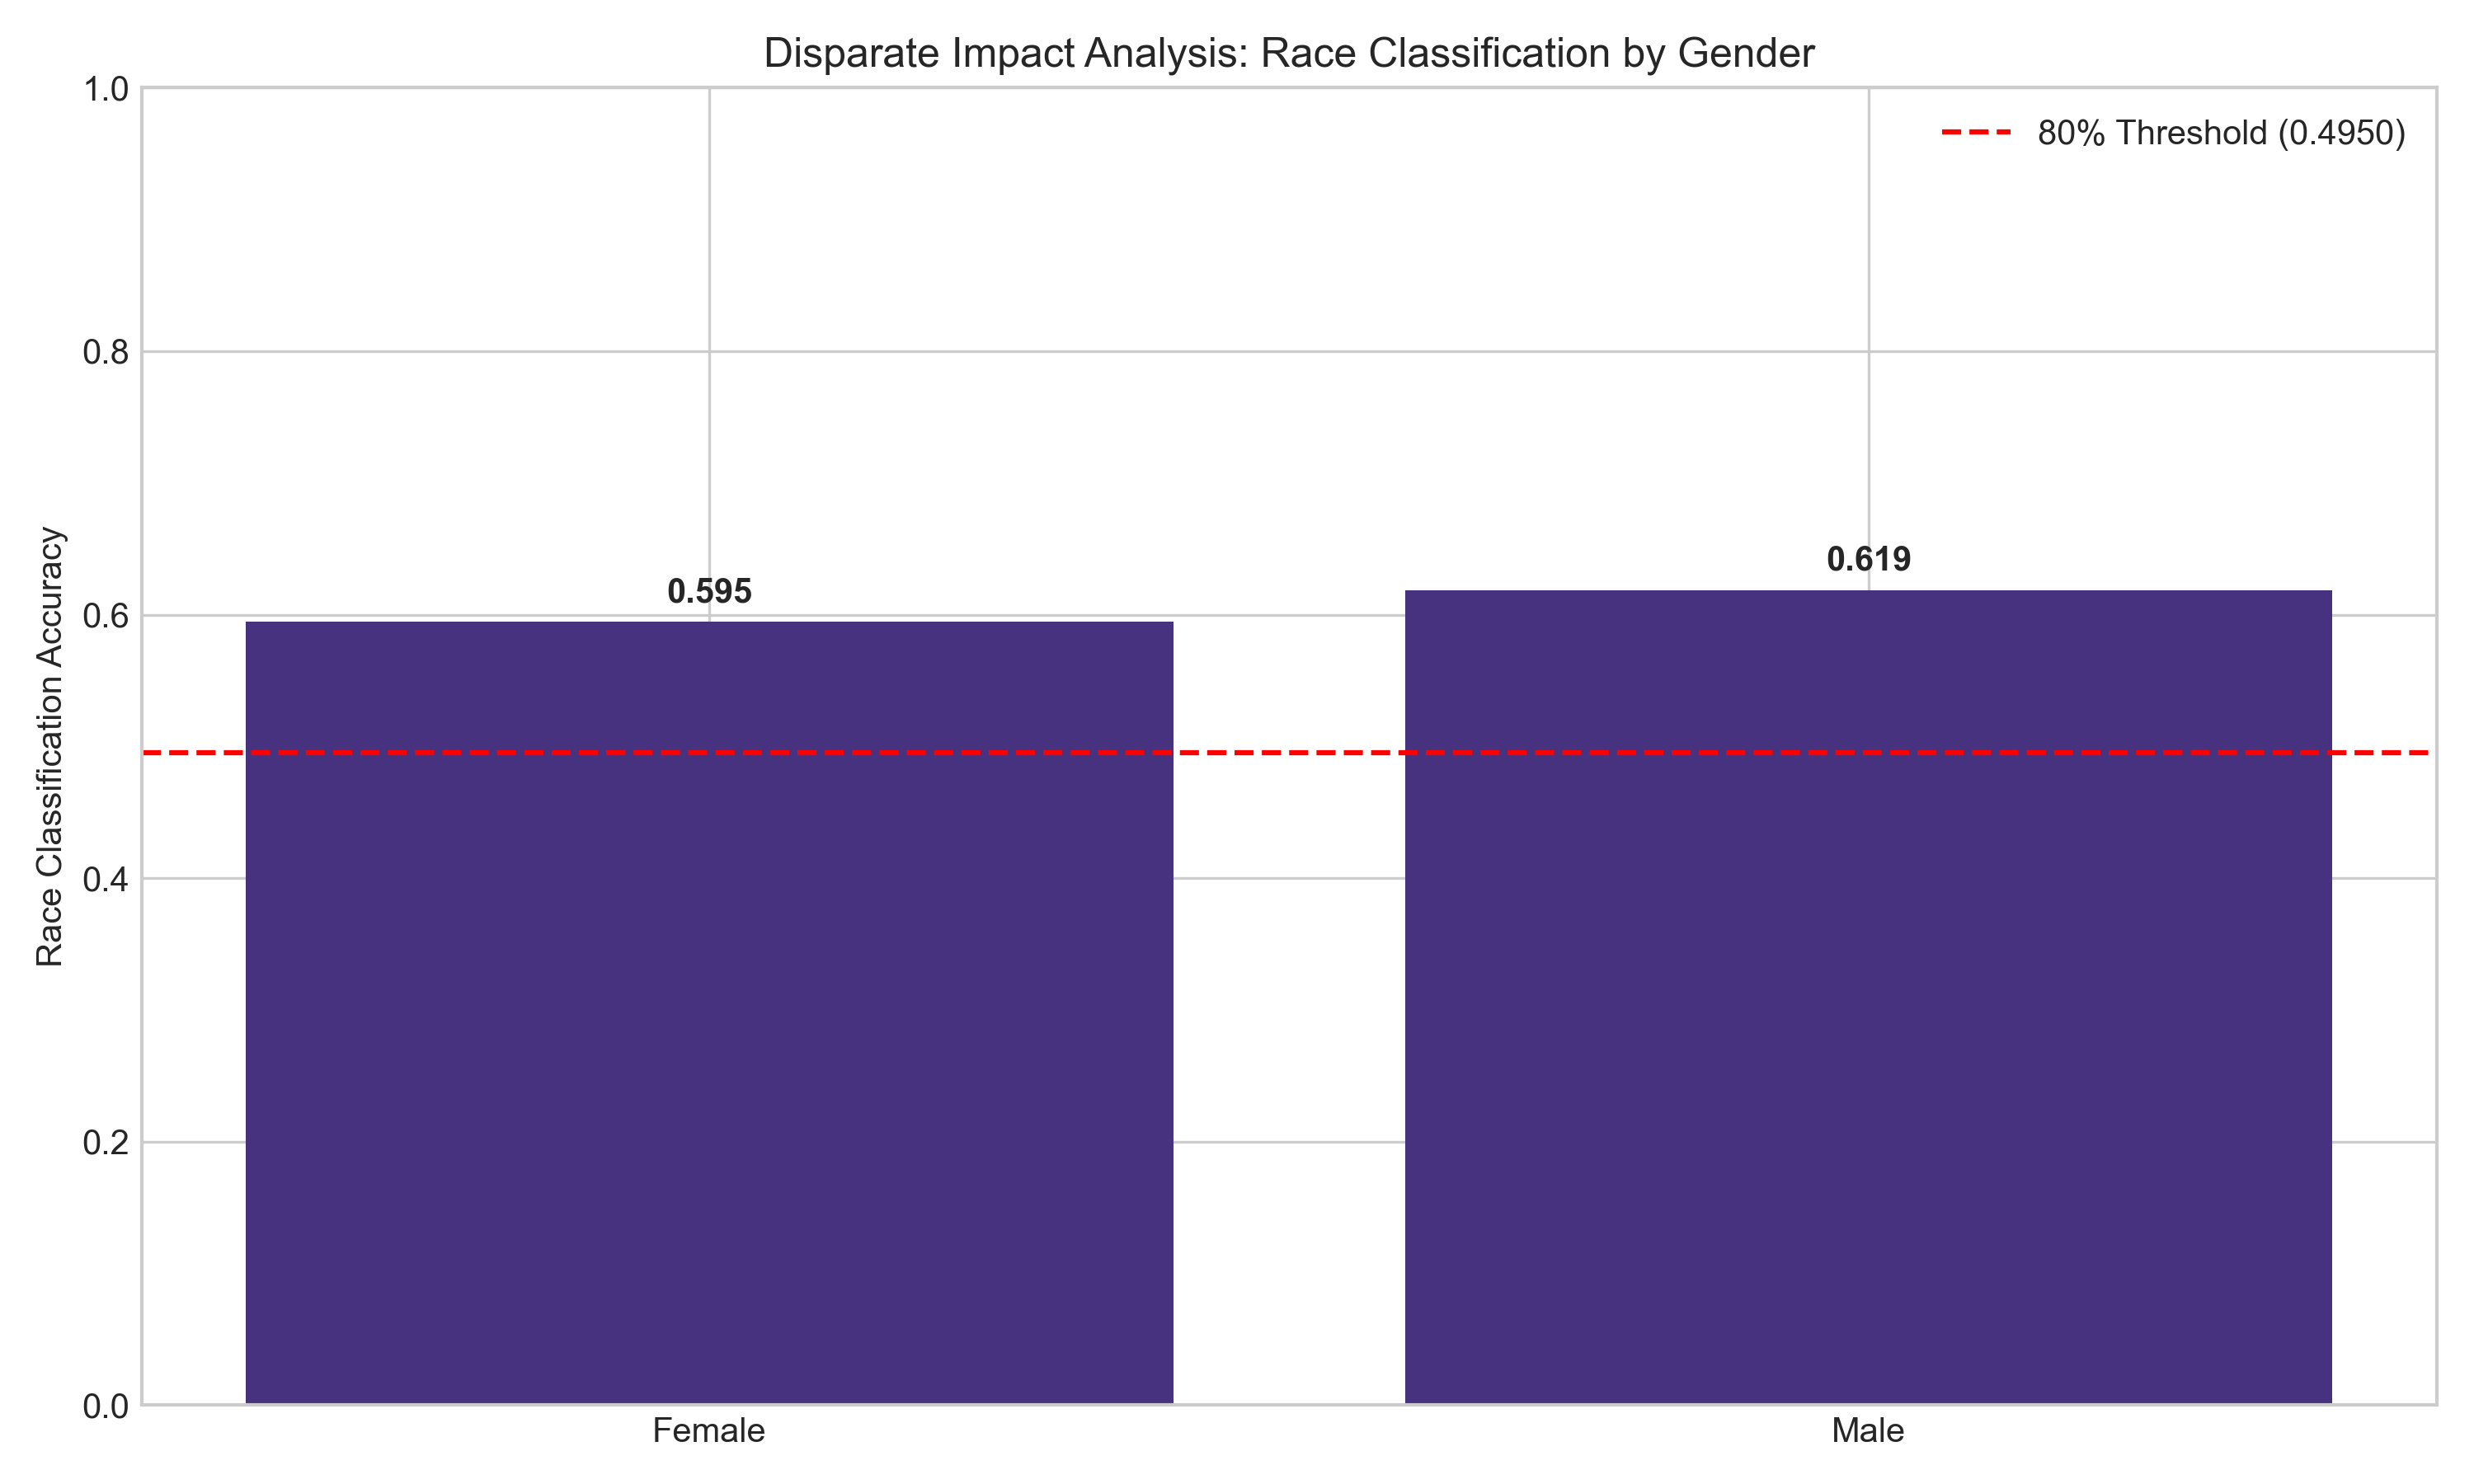 Disparate Impact Analysis: Race Classification by Gender
80% Threshold (0.4950)
Race Classification Accuracy
1.0
0.8
0.6
0.4
0.2
0.0
0.595
0.619
Female
Male